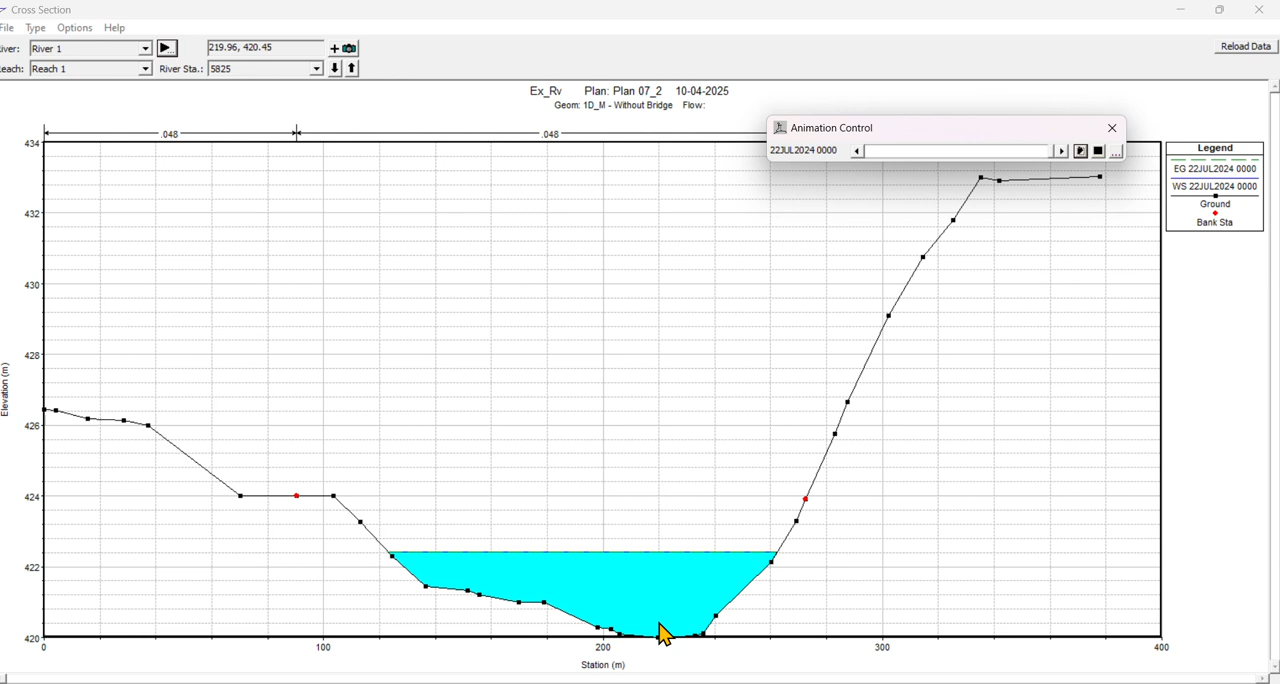 Cross Section
File Type Options Help
River: River 1 219.96, 420.45 Reload Data
Reach: Reach 1 River Sta.: 5825
Ex_Rv Plan: Plan 07_2 10-04-2025
Geom: 1D_M - Without Bridge Flow:
.048 .048
Animation Control
22JUL2024 0000
...
Legend
EG 22JUL2024 0000
WS 22JUL2024 0000
Ground
Bank Sta
434
432
430
428
426
424
422
420
Elevation (m)
0 100 200 300 400
Station (m)